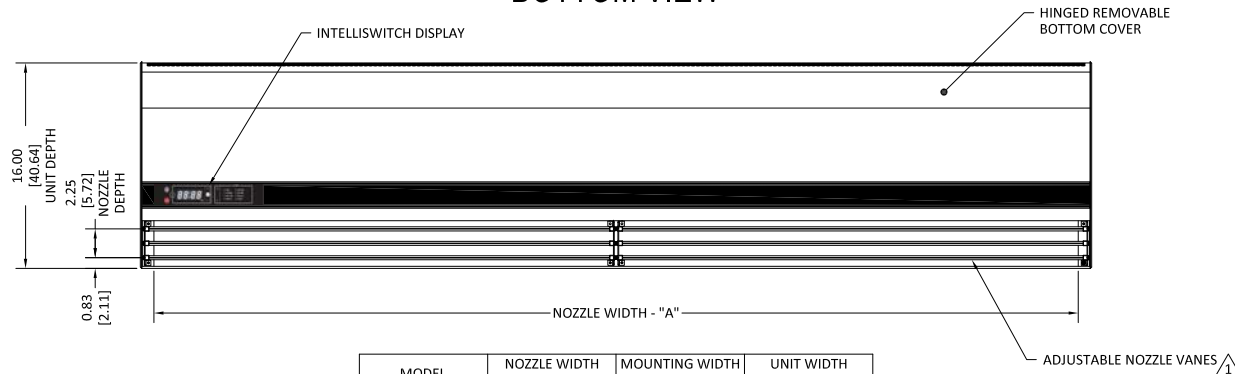 BOTTOM VIEW
HINGED REMOVABLE
BOTTOM COVER
INTELLISWITCH DISPLAY
16.00
[40.64]
UNIT DEPTH
2.25
[5.72]
NOZZLE
DEPTH
0.83
[2.11]
NOZZLE WIDTH - "A"
ADJUSTABLE NOZZLE VANES
1
MODEL
NOZZLE WIDTH
MOUNTING WIDTH
UNIT WIDTH